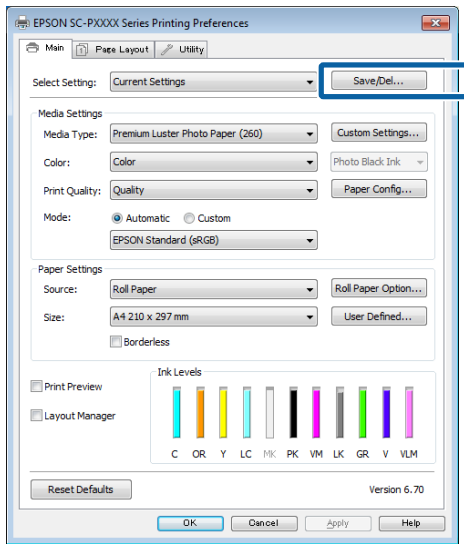 EPSON SC-PXXXX Series Printing Preferences
Main Page Layout Utility
Select Setting: Current Settings Save/Del...
Media Settings
Media Type: Premium Luster Photo Paper (260) Custom Settings...
Color: Color Photo Black Ink
Print Quality: Quality Paper Config...
Mode: Automatic Custom
EPSON Standard (sRGB)
Paper Settings
Source: Roll Paper Roll Paper Option...
Size: A4 210 x 297 mm User Defined...
Borderless
Ink Levels
Print Preview
Layout Manager
C OR Y LC MK PK VM LK GR V VLM
Reset Defaults Version 6.70
OK Cancel Apply Help